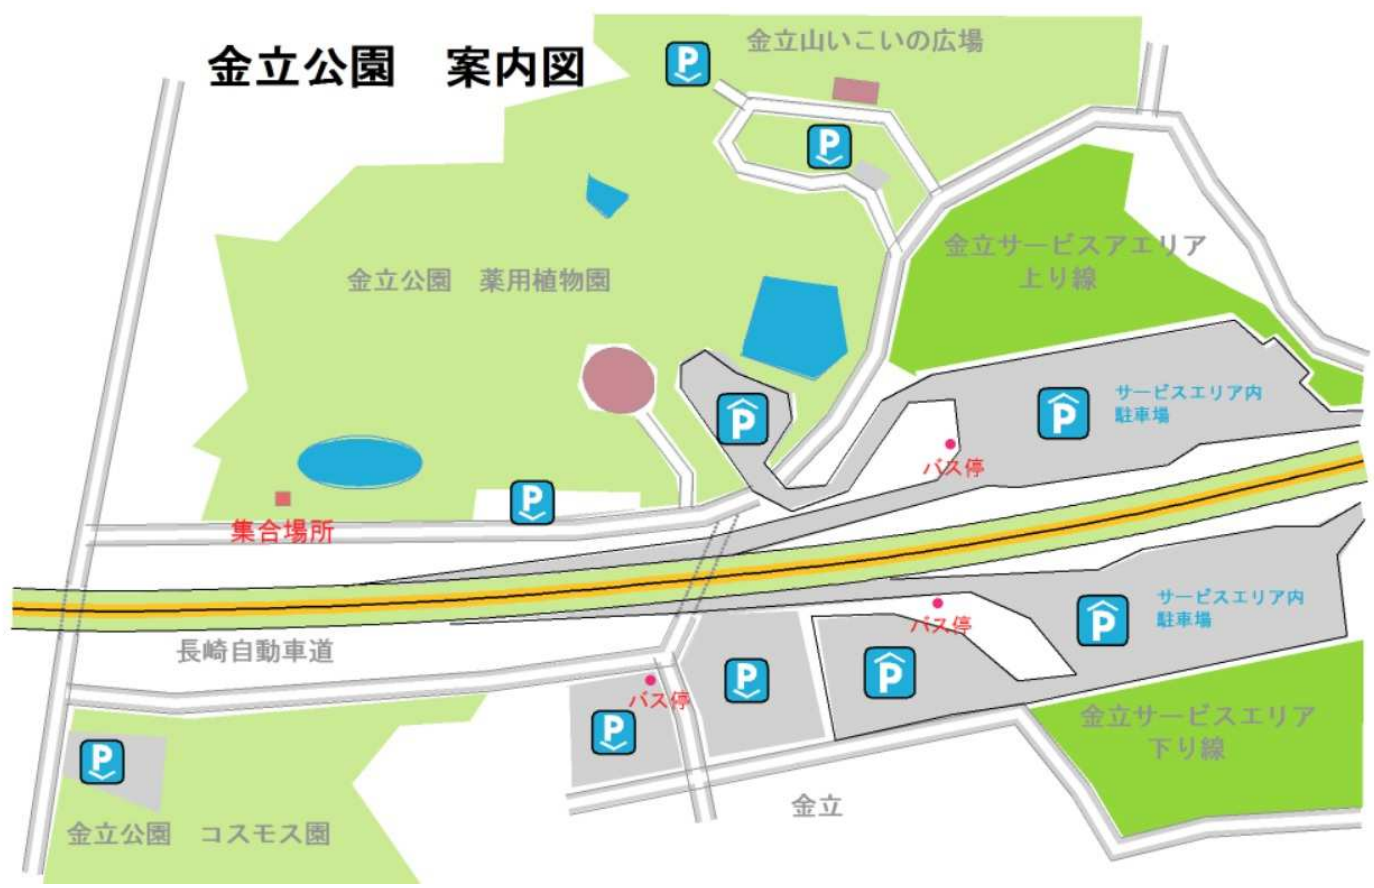 金立公園 案内図
金立山いこいの広場
P
P
金立サービスアエリア
上り線
金立公園 薬用植物園
サービスエリア内
駐車場
P
P
バス停
P
集合場所
サービスエリア内
駐車場
P
バス停
長崎自動車道
P
P
バス停
P
金立サービスエリア
下り線
P
金立
金立公園 コスモス園